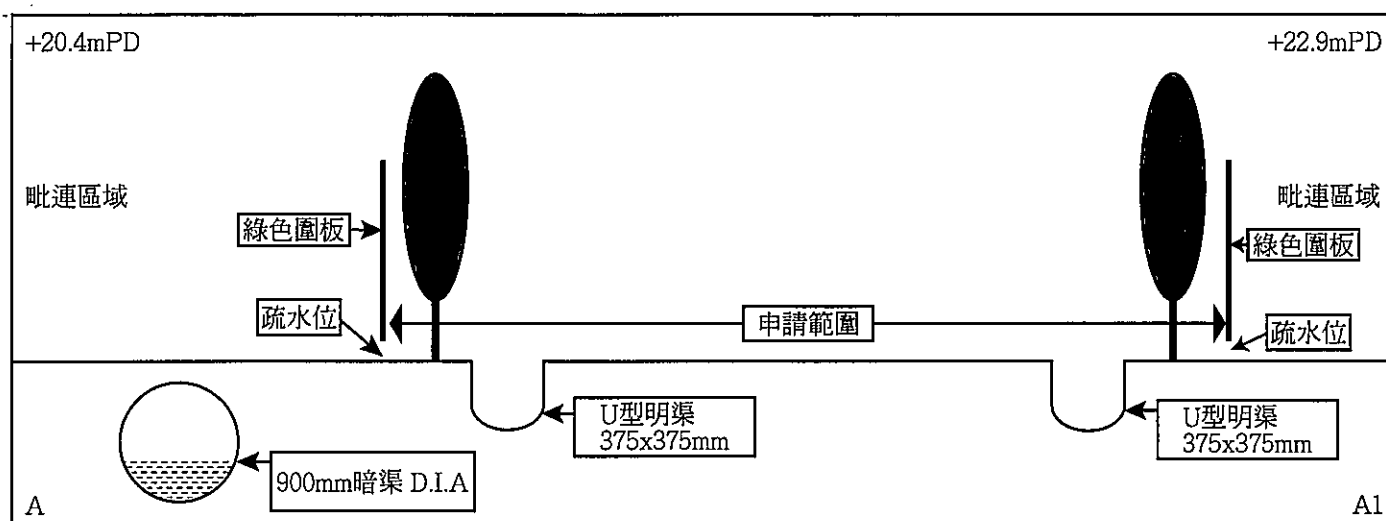 +20.4mPD
+22.9mPD
毗連區域
毗連區域
綠色圍板
綠色圍板
疏水位
申請範圍
疏水位
U型明渠
375x375mm
U型明渠
375x375mm
900mm暗渠 D.I.A
A
A1